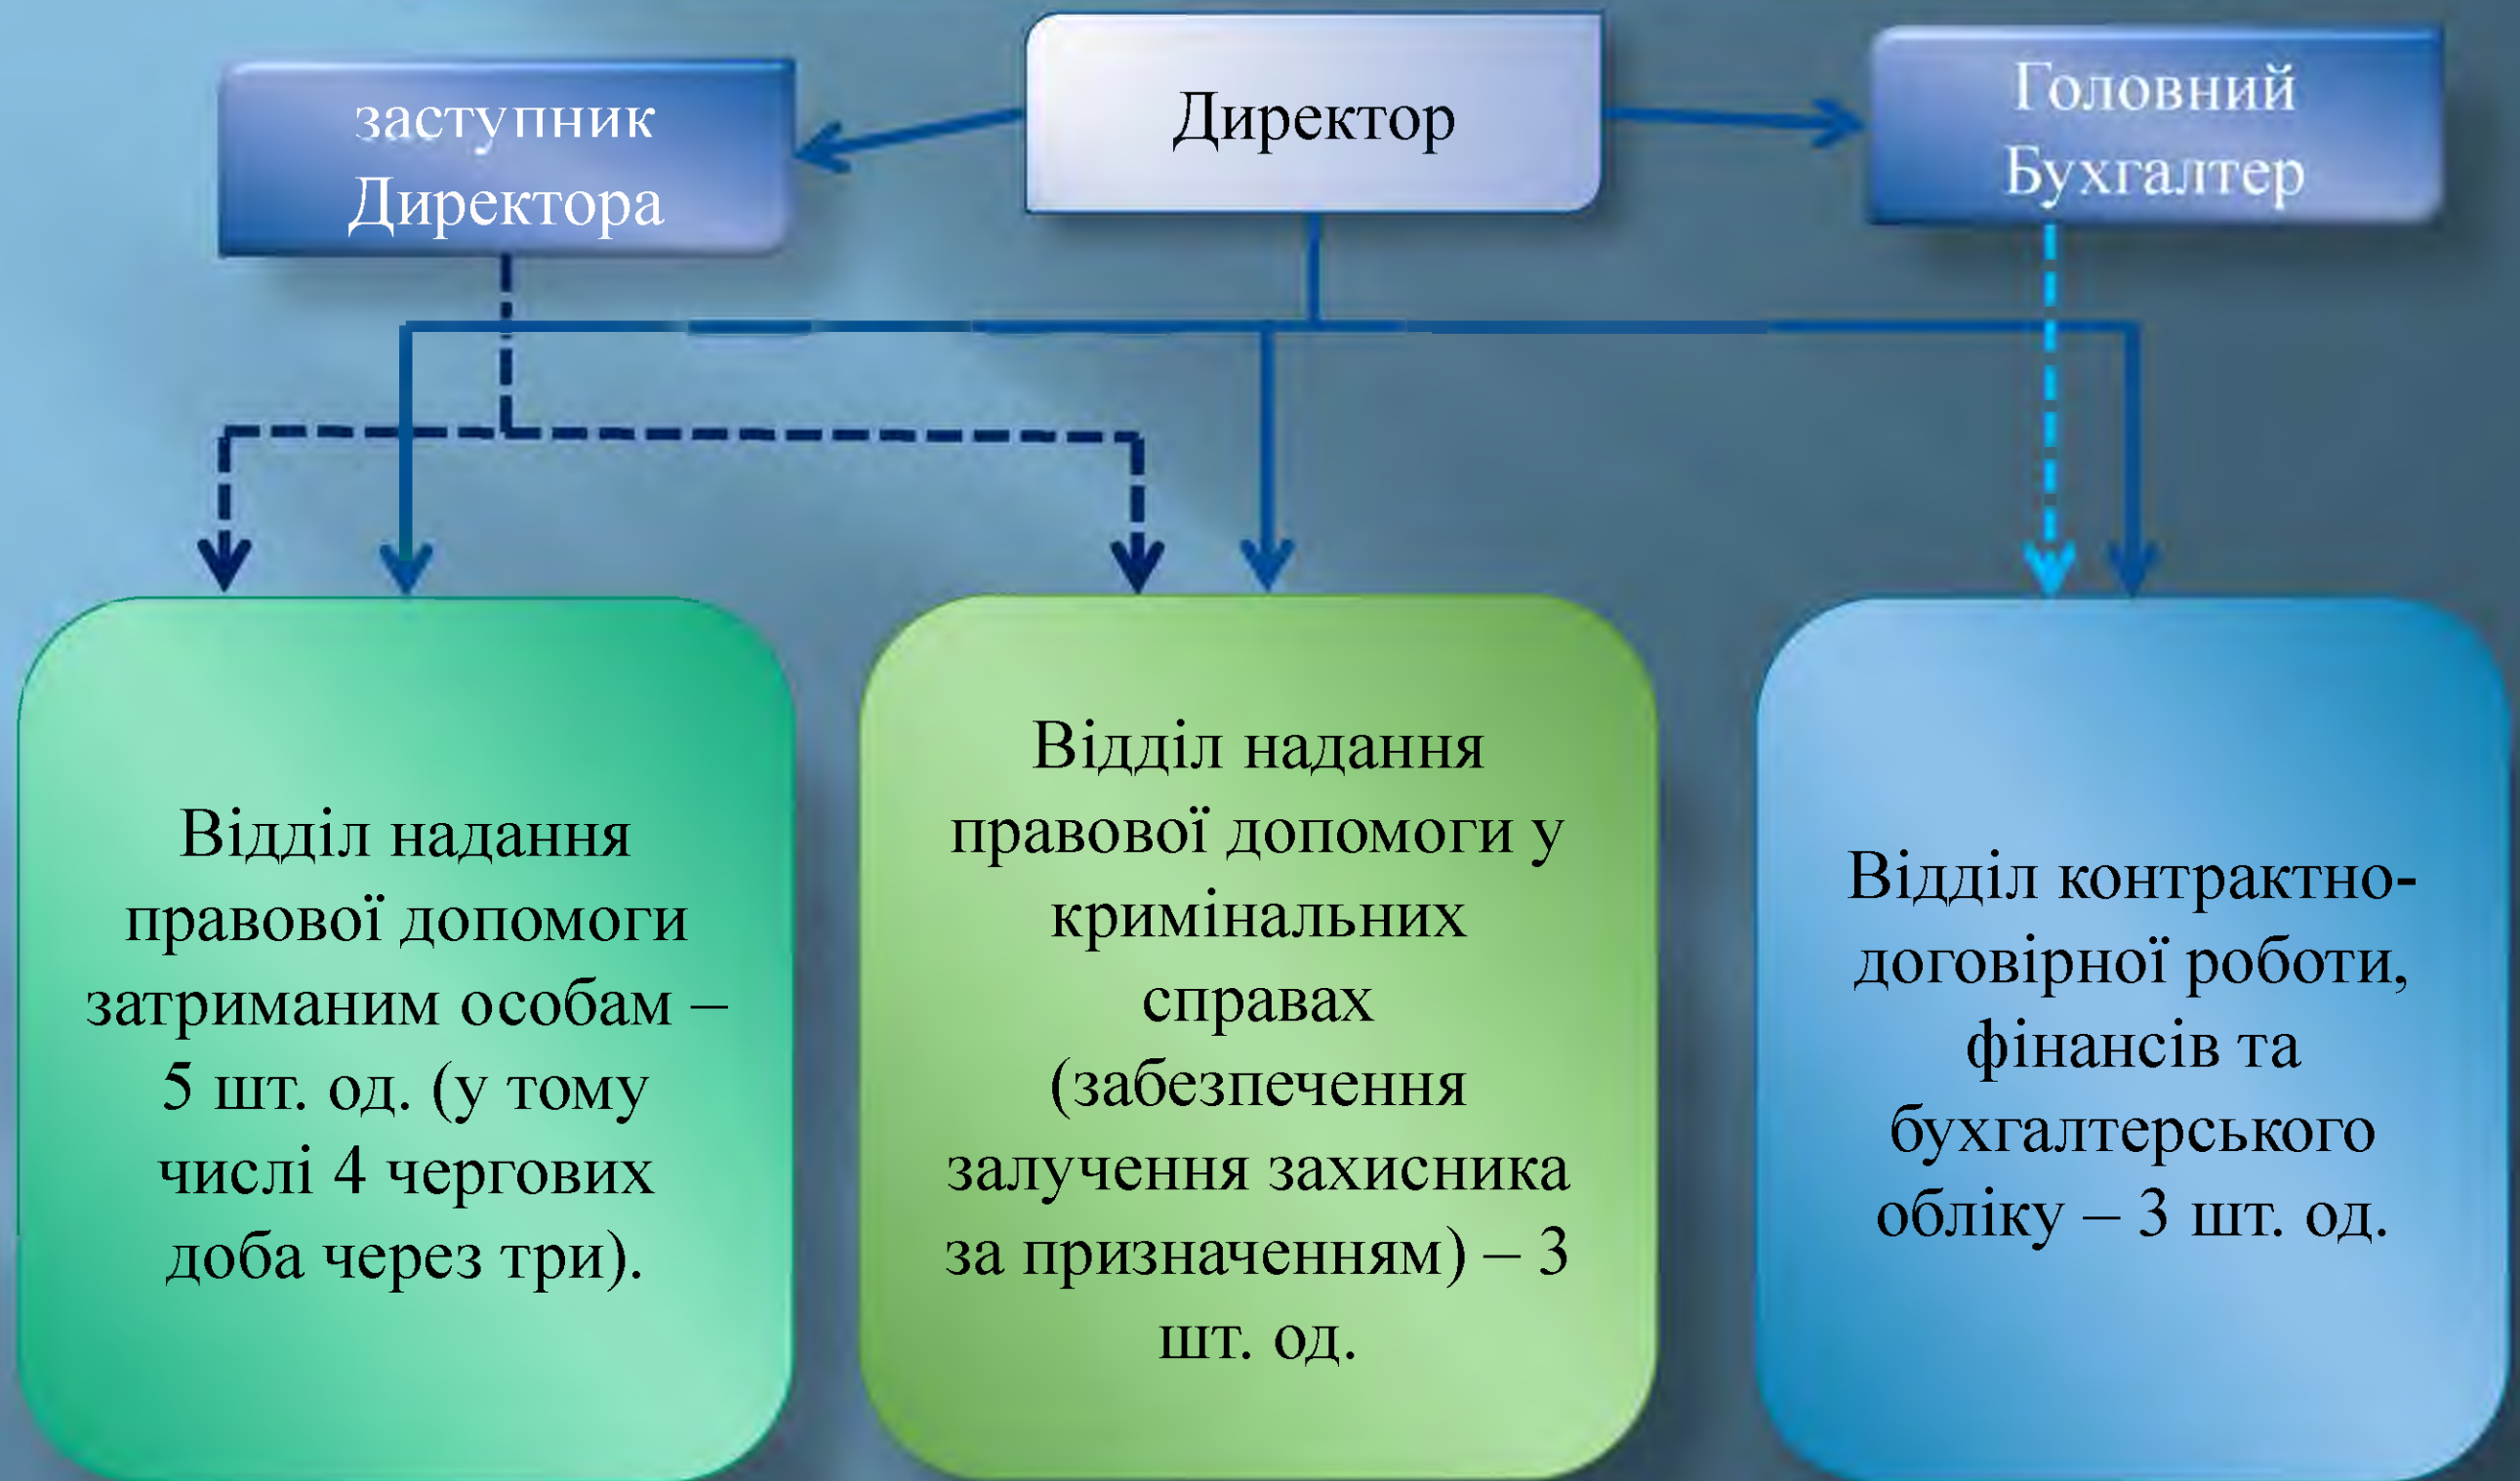 заступник
Директора
Директор
Головний
Бухгалтер
Відділ надання
правової допомоги
затриманим особам –
5 шт. од. (у тому
числі 4 чергових
доба через три).
Відділ надання
правової допомоги у
кримінальних
справах
(забезпечення
залучення захисника
за призначенням) – 3
шт. од.
Відділ контрактно-
договірної роботи,
фінансів та
бухгалтерського
обліку – 3 шт. од.